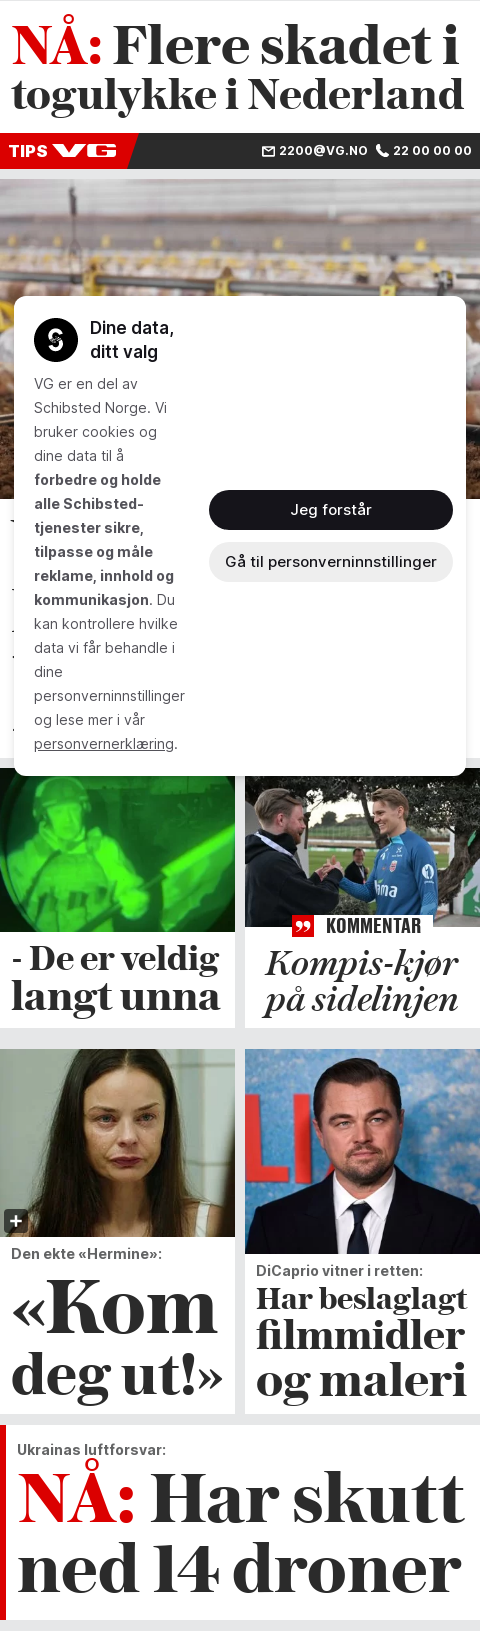 NÅ: Flere skadet i
togulykke i Nederland
TIPS VG
2200@VG.NO 22 00 00 00
Dine data,
ditt valg
VG er en del av
Schibsted Norge. Vi
bruker cookies og
dine data til å
forbedre og holde
alle Schibsted-
tjenester sikre,
tilpasse og måle
reklame, innhold og
kommunikasjon. Du
kan kontrollere hvilke
data vi får behandle i
dine
personverninnstillinger
og lese mer i vår
personvernerklæring.
Jeg forstår
Gå til personverninnstillinger
- De er veldig
langt unna
KOMMENTAR
Kompis-kjør
på sidelinjen
Den ekte «Hermine»:
«Kom
deg ut!»
DiCaprio vitner i retten:
Har beslaglagt
filmmidler
og maleri
Ukrainas luftforsvar:
NÅ: Har skutt
ned 14 droner